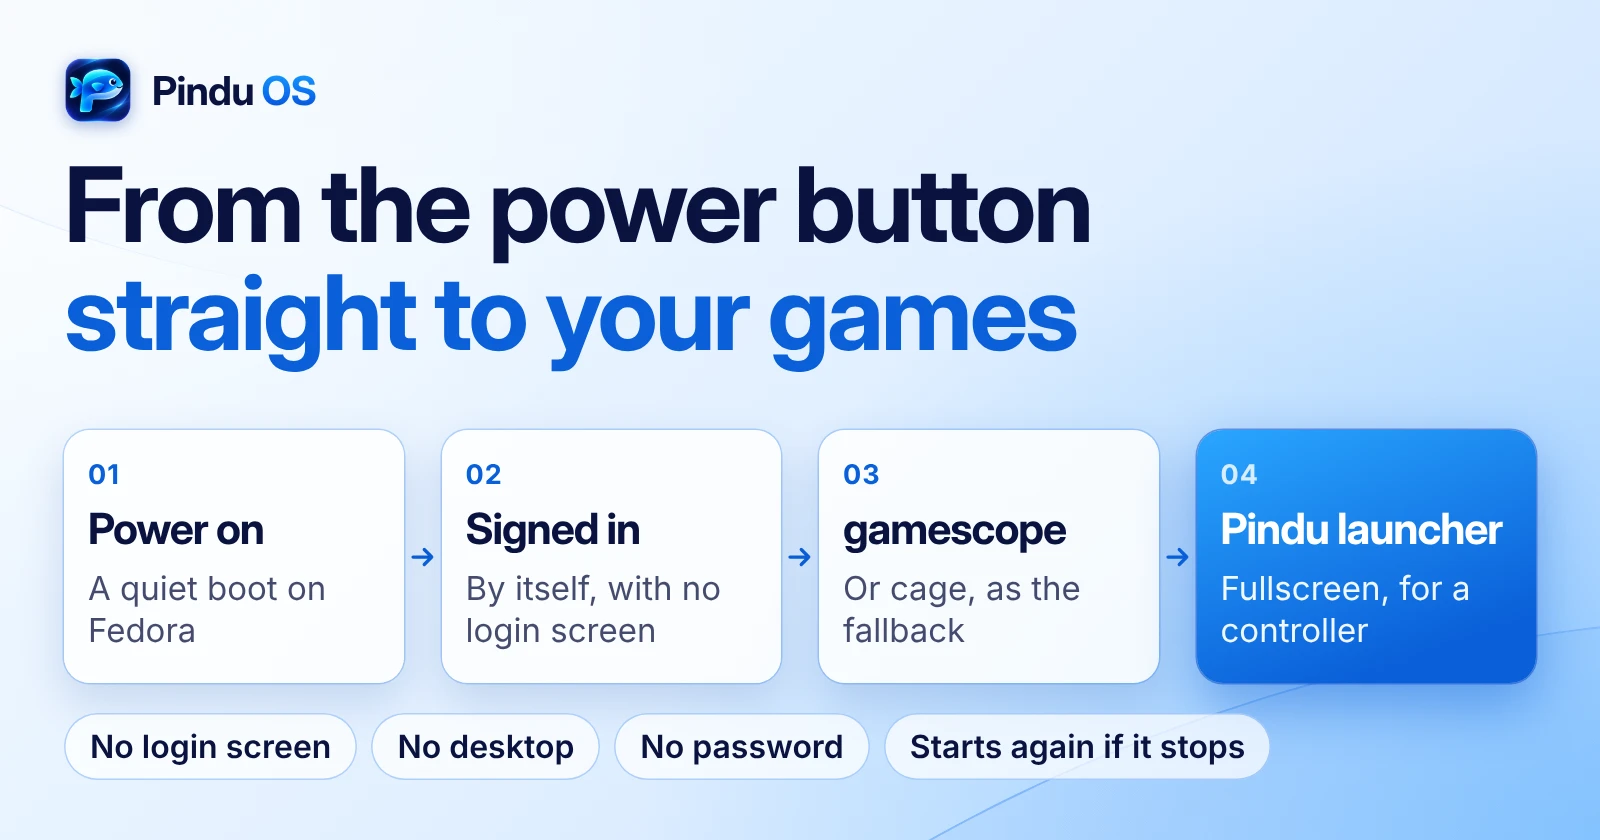 Pindu OS
From the power button
straight to your games
01
Power on
A quiet boot on
Fedora
02
Signed in
By itself, with no
login screen
03
gamescope
Or cage, as the
fallback
04
Pindu launcher
Fullscreen, for a
controller
No login screen
No desktop
No password
Starts again if it stops